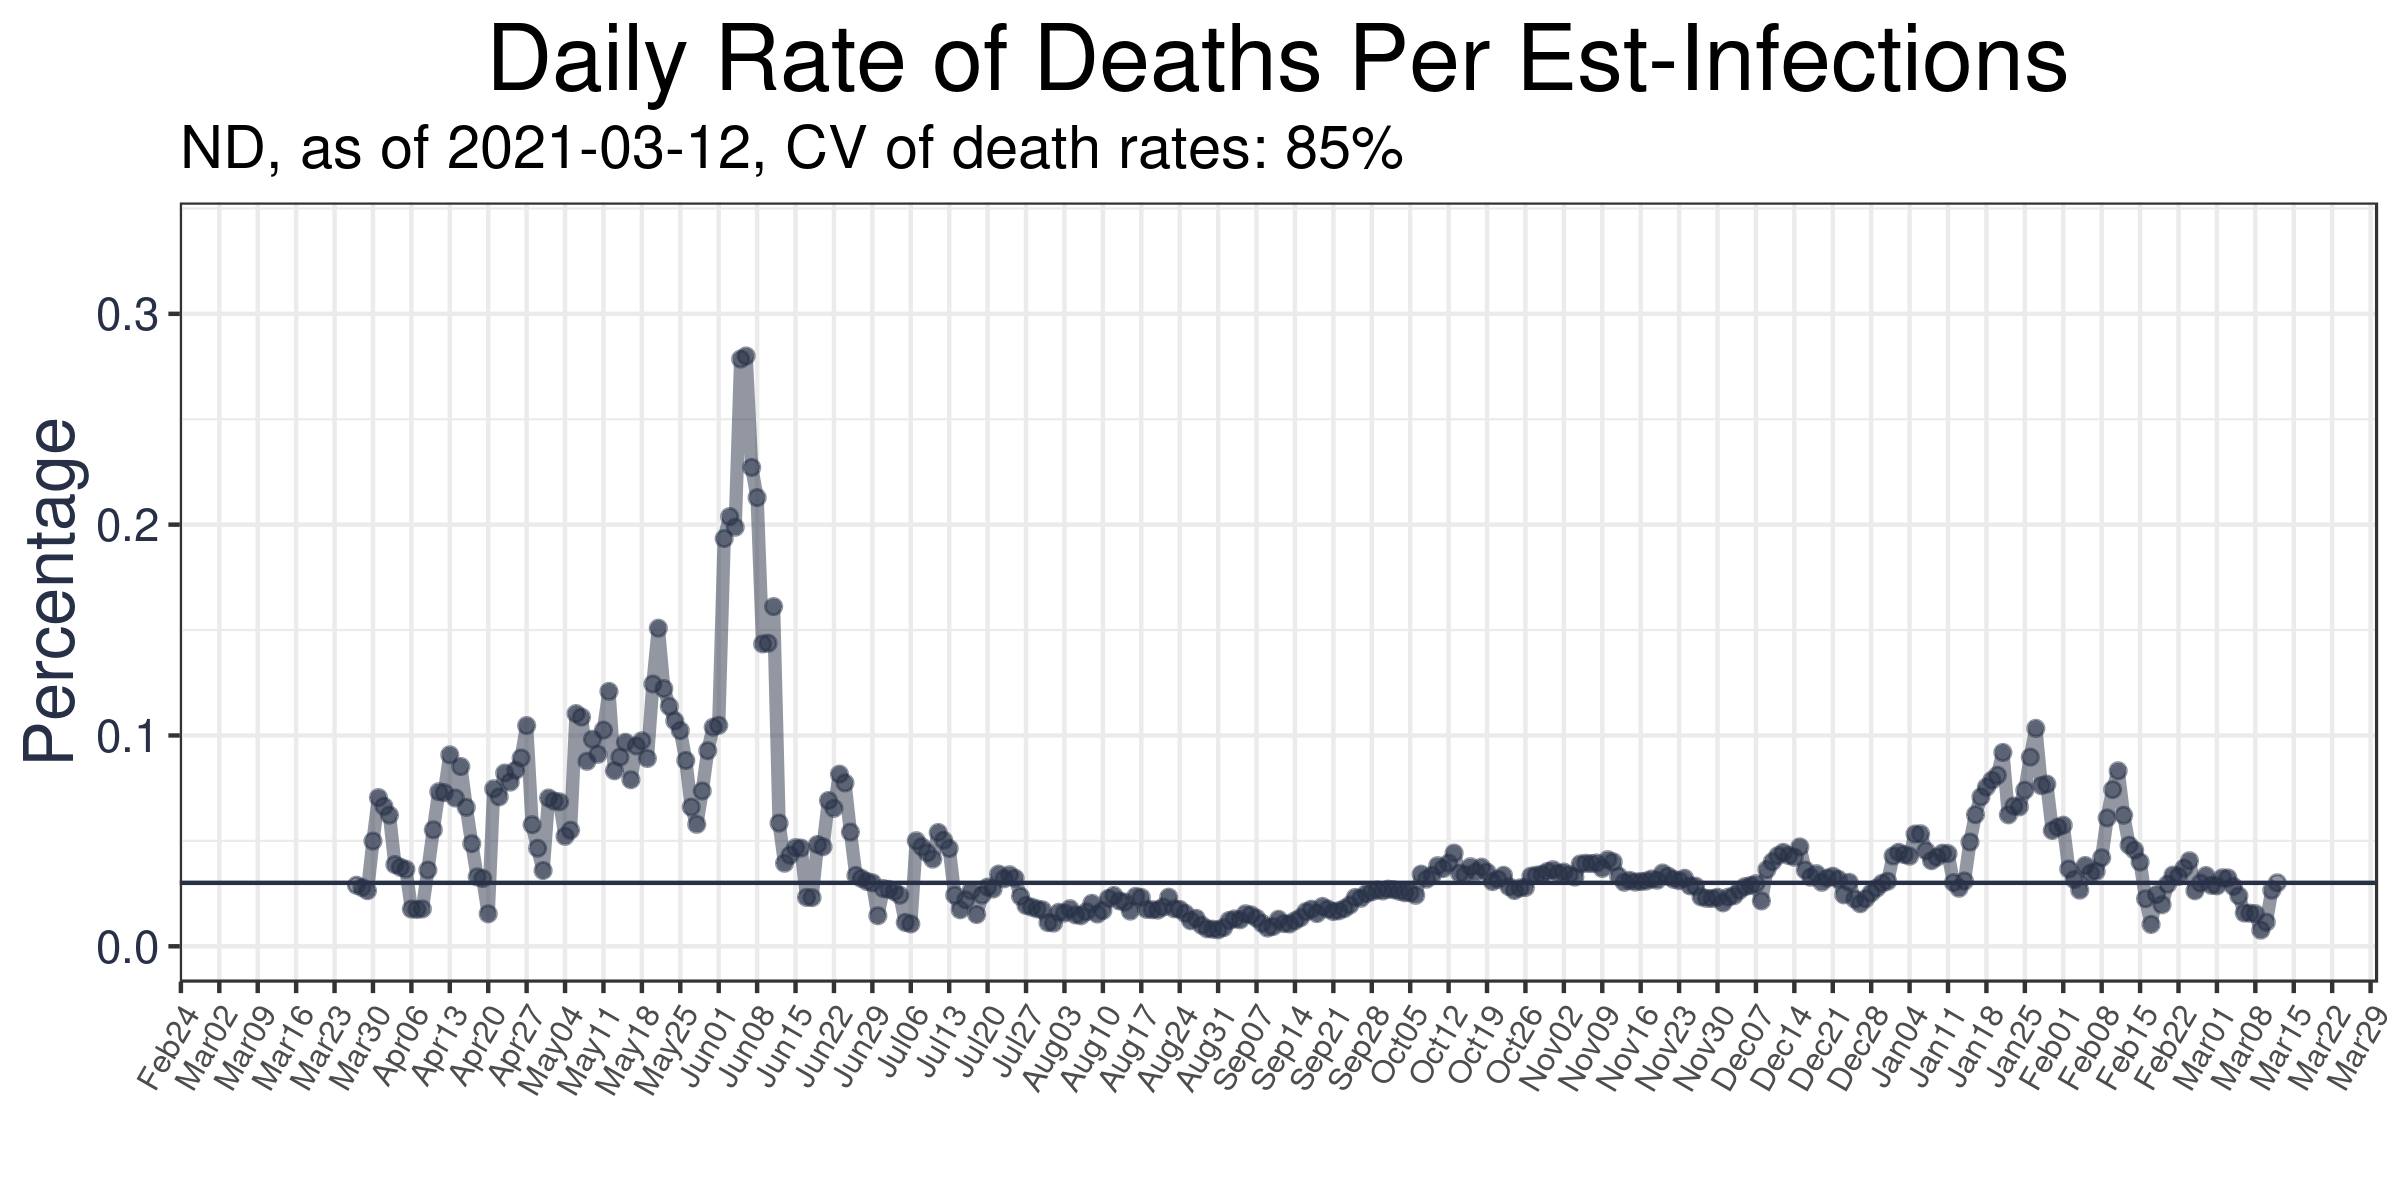 Daily Rate of Deaths Per Est-Infections
ND, as of 2021-03-12, CV of death rates: 85%
Percentage
0.3
0.2
0.1
0.0
Feb24
Mar02
Mar09
Mar16
Mar23
Mar30
Apr06
Apr13
Apr20
Apr27
May04
May11
May18
May25
Jun01
Jun08
Jun15
Jun22
Jun29
Jul06
Jul13
Jul20
Jul27
Aug03
Aug10
Aug17
Aug24
Aug31
Sep07
Sep14
Sep21
Sep28
Oct05
Oct12
Oct19
Oct26
Nov02
Nov09
Nov16
Nov23
Nov30
Dec07
Dec14
Dec21
Dec28
Jan04
Jan11
Jan18
Jan25
Feb01
Feb08
Feb15
Feb22
Mar01
Mar08
Mar15
Mar22
Mar29